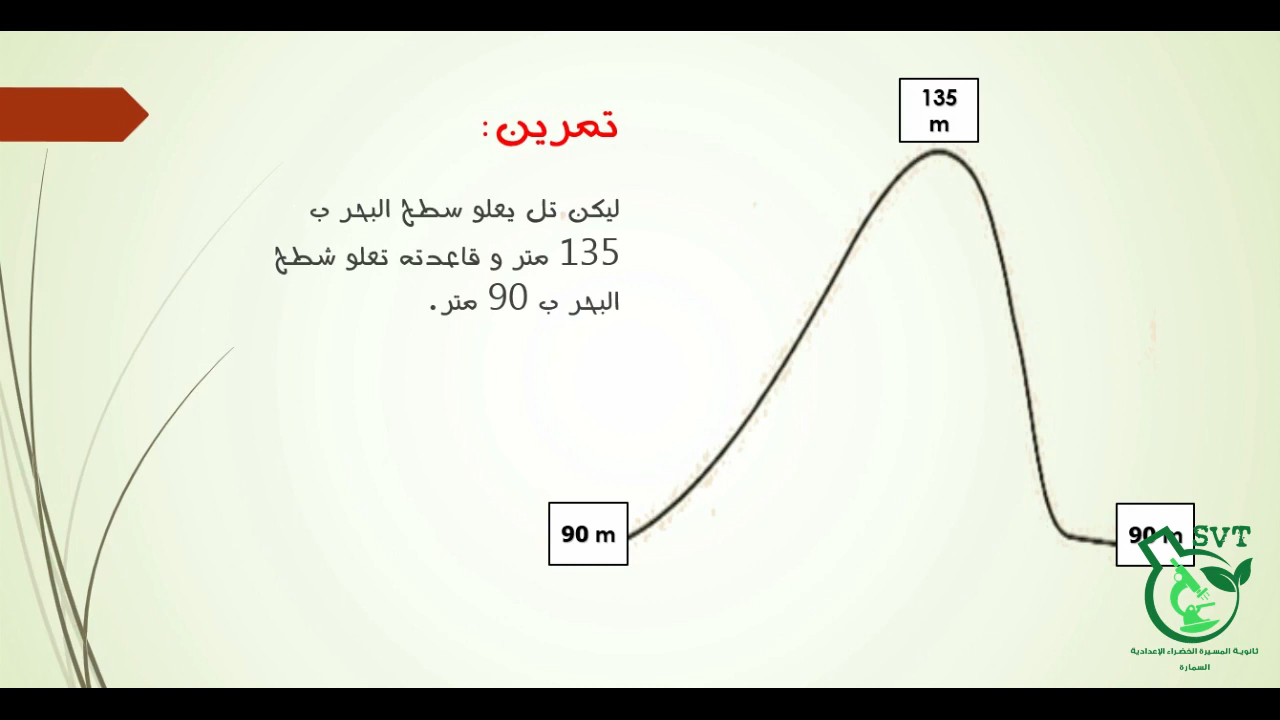 تمرين:
ليكن تل يعلو سطح البحر ب
135 متر و قاعدته تعلو شطح
البحر ب 90 متر.
135
m
90 m
90 m
SVT
ثانوية المسيرة الخضراء الإعدادية
السمارة